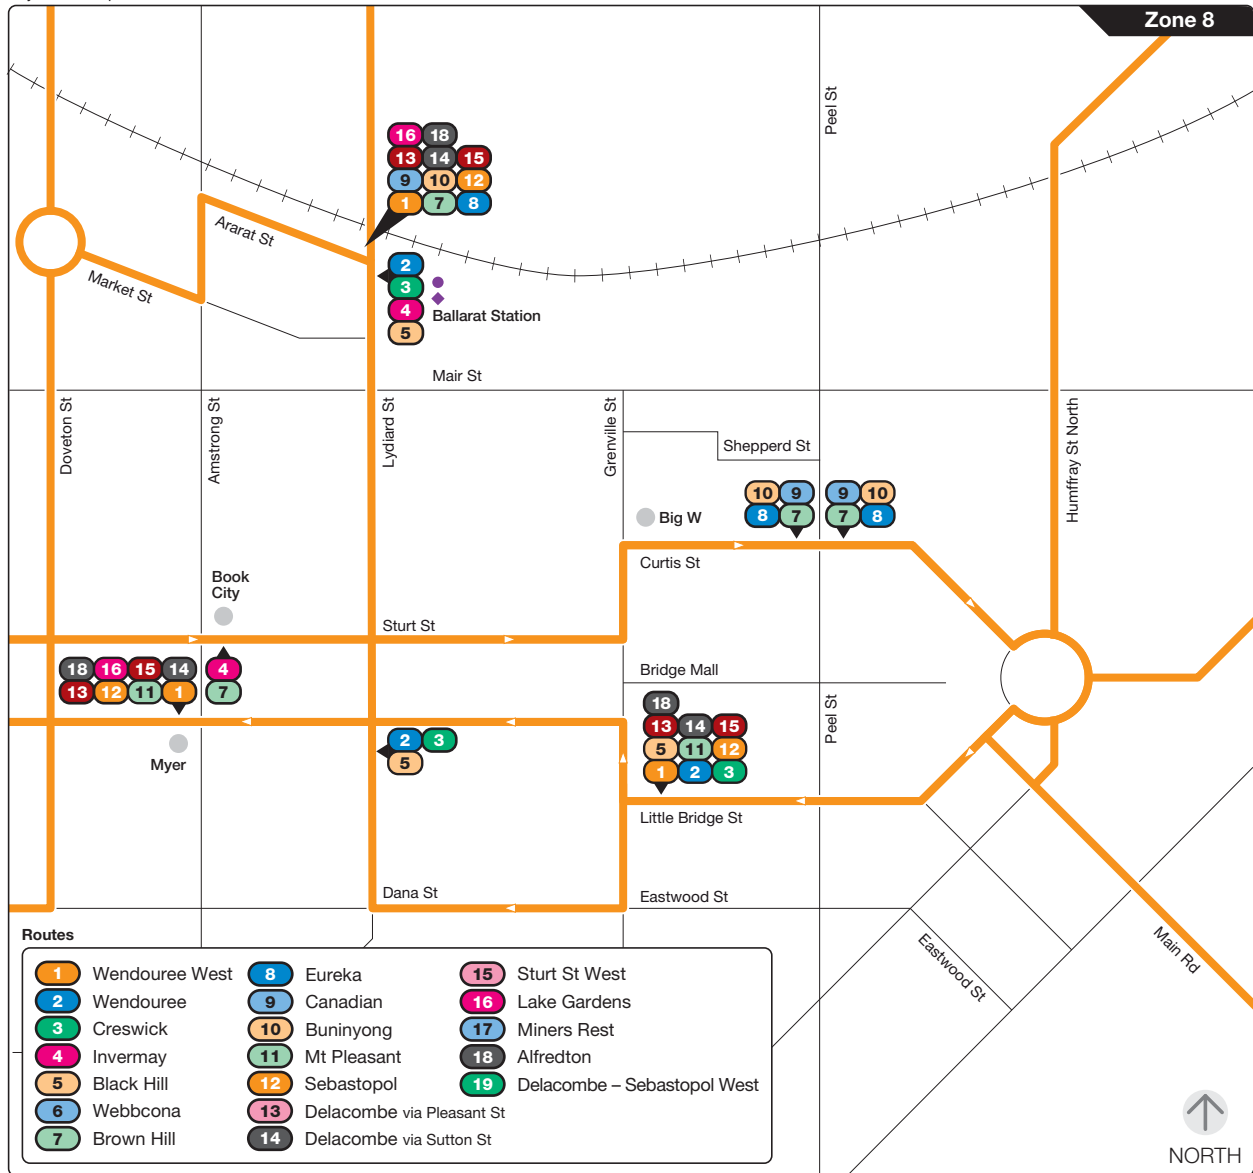 Zone 8
Peel St
16 18
13 14 15
9 10 12
1 7 8
Ararat St
Market St
2
3
4
5
Ballarat Station
Mair St
Doveton St
Amstrong St
Lydiard St
Grenville St
Shepperd St
Humffray St North
10 9
8 7
9 10
7 8
Big W
Curtis St
Book
City
Sturt St
18 16 15 14
13 12 11 1
4
7
Bridge Mall
18
13 14 15
5 11 12
1 2 3
Peel St
Myer
2 3
5
Little Bridge St
Dana St
Eastwood St
Eastwood St
Main Rd
Routes
1 Wendouree West
2 Wendouree
3 Creswick
4 Invermay
5 Black Hill
6 Webbcona
7 Brown Hill
8 Eureka
9 Canadian
10 Buninyong
11 Mt Pleasant
12 Sebastopol
13 Delacombe via Pleasant St
14 Delacombe via Sutton St
15 Sturt St West
16 Lake Gardens
17 Miners Rest
18 Alfredton
19 Delacombe – Sebastopol West
NORTH